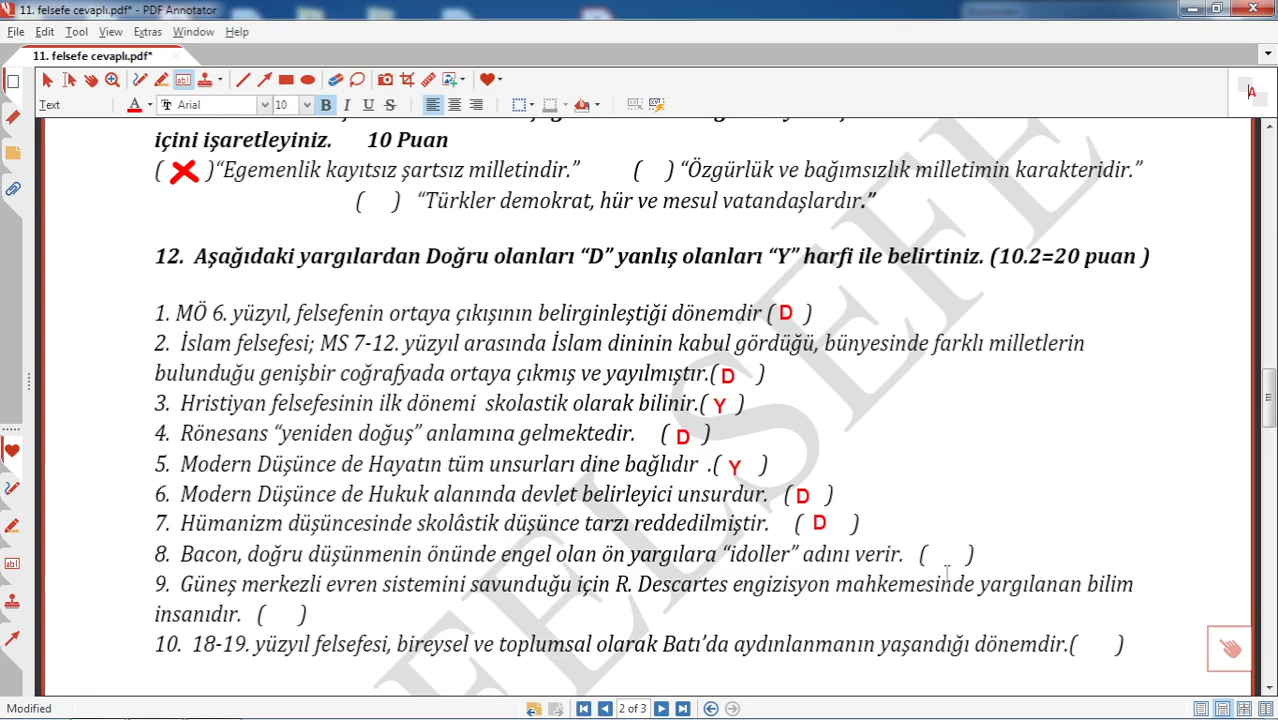 11. felsefe cevaplı.pdf* - PDF Annotator
File Edit Tool View Extras Window Help
11. felsefe cevaplı.pdf*
Text A Arial 10 B I U S
A
içini işaretleyiniz. 10 Puan
( X )“Egemenlik kayıtsız şartsız milletindir.” ( ) “Özgürlük ve bağımsızlık milletimin karakteridir.”
( ) “Türkler demokrat, hür ve mesul vatandaşlardır.”
12. Aşağıdaki yargılardan Doğru olanları “D” yanlış olanları “Y” harfi ile belirtiniz. (10.2=20 puan )
1. MÖ 6. yüzyıl, felsefenin ortaya çıkışının belirginleştiği dönemdir ( D )
2. İslam felsefesi; MS 7-12. yüzyıl arasında İslam dininin kabul gördüğü, bünyesinde farklı milletlerin
bulunduğu genişbir coğrafyada ortaya çıkmış ve yayılmıştır.( D )
3. Hristiyan felsefesinin ilk dönemi skolastik olarak bilinir.( Y )
4. Rönesans “yeniden doğuş” anlamına gelmektedir. ( D )
5. Modern Düşünce de Hayatın tüm unsurları dine bağlıdır .( Y )
6. Modern Düşünce de Hukuk alanında devlet belirleyici unsurdur. ( D )
7. Hümanizm düşüncesinde skolâstik düşünce tarzı reddedilmiştir. ( D )
8. Bacon, doğru düşünmenin önünde engel olan ön yargılara “idoller” adını verir. ( )
9. Güneş merkezli evren sistemini savunduğu için R. Descartes engizisyon mahkemesinde yargılanan bilim
insanıdır. ( )
10. 18-19. yüzyıl felsefesi, bireysel ve toplumsal olarak Batı’da aydınlanmanın yaşandığı dönemdir.( )
Modified 2 of 3